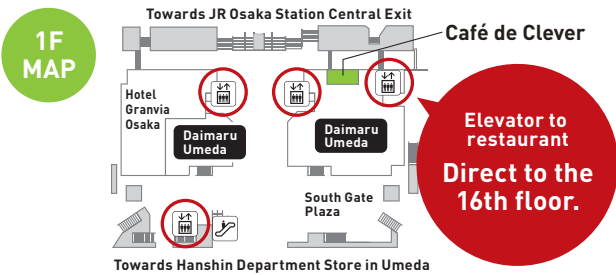 Towards JR Osaka Station Central Exit
1F
MAP
Café de Clever
Hotel
Granvia
Osaka
Daimaru
Umeda
Daimaru
Umeda
Elevator to
restaurant
Direct to the
16th floor.
South Gate
Plaza
Towards Hanshin Department Store in Umeda